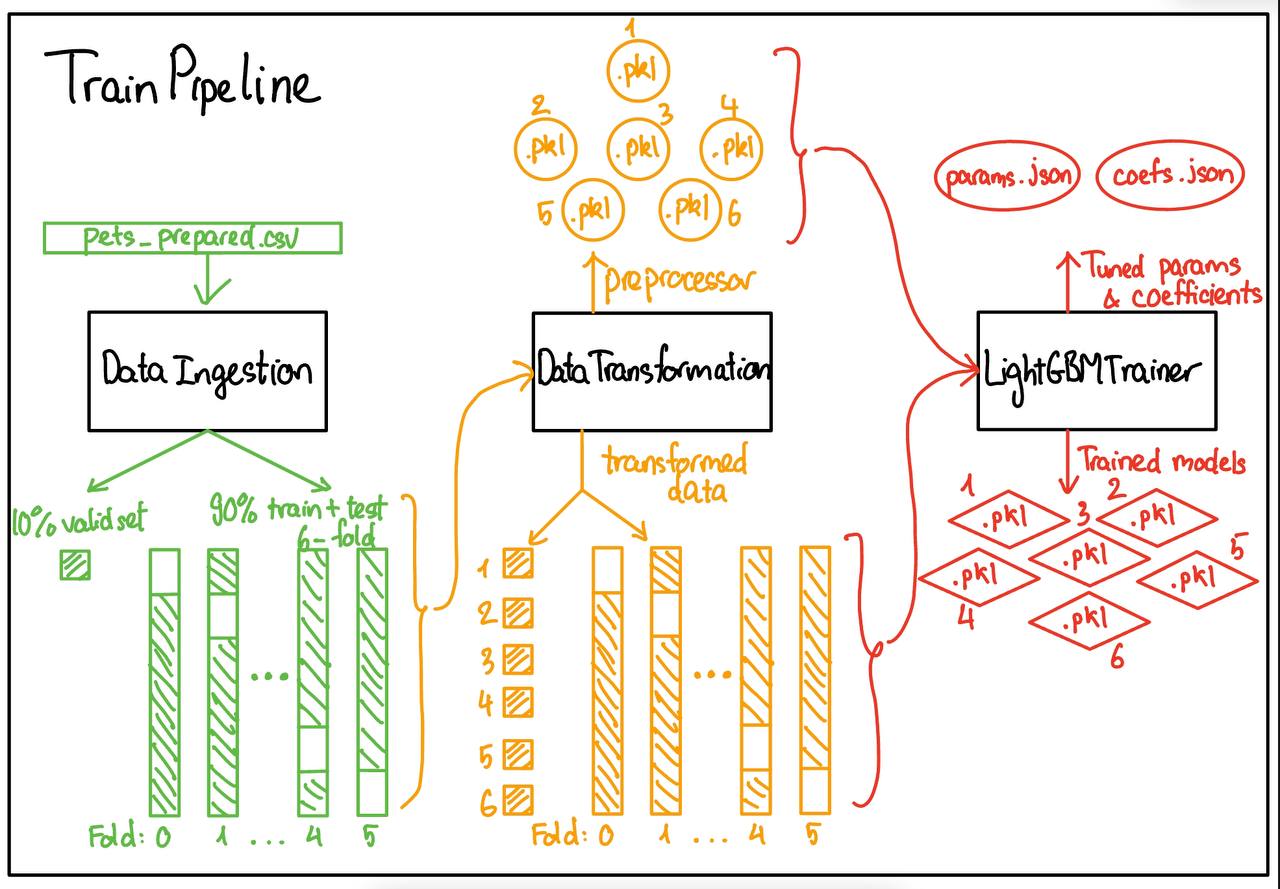 Train Pipeline
pets_prepared.csv
Data Ingestion
10% valid set
90% train + test
6-fold
...
Fold: 0 1 ... 4 5
1
.pkl
2
.pkl
3
.pkl
4
.pkl
5
.pkl
.pkl
6
preprocessor
Data Transformation
transformed
data
1
2
3
4
5
6
...
Fold: 0 1 ... 4 5
params.json
coefs.json
Tuned params
& coefficients
LightGBMTrainer
Trained models
1
.pkl
2
.pkl
3
.pkl
4
.pkl
5
.pkl
6
.pkl